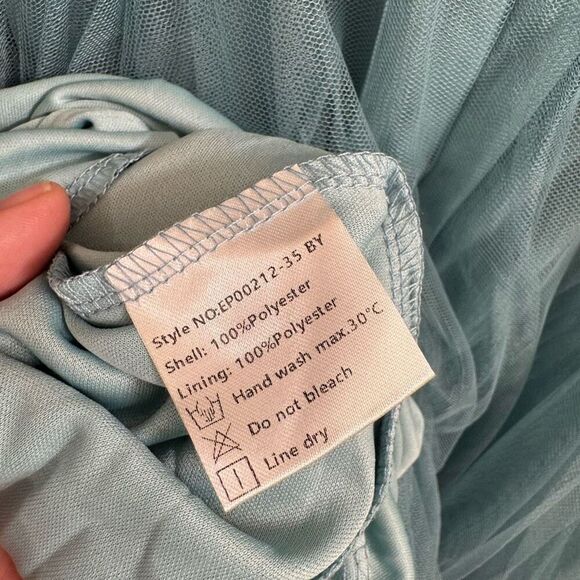 Style NO:EP00212-35 BY
Shell: 100%Polyester
Lining: 100%Polyester
Hand wash max.30°C
Do not bleach
Line dry